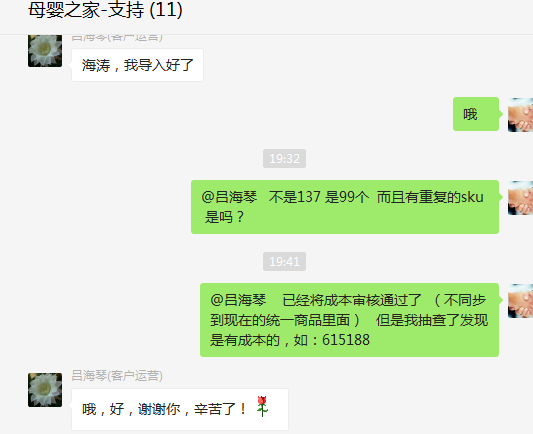 母婴之家-支持 (11)
吕海琴(客户运营)
海涛，我导入好了
哦
19:32
@吕海琴 不是137 是99个 而且有重复的sku
是吗？
19:41
@吕海琴 已经将成本审核通过了 （不同步
到现在的统一商品里面） 但是我抽查了发现
是有成本的，如：615188
吕海琴(客户运营)
哦，好，谢谢你，辛苦了！